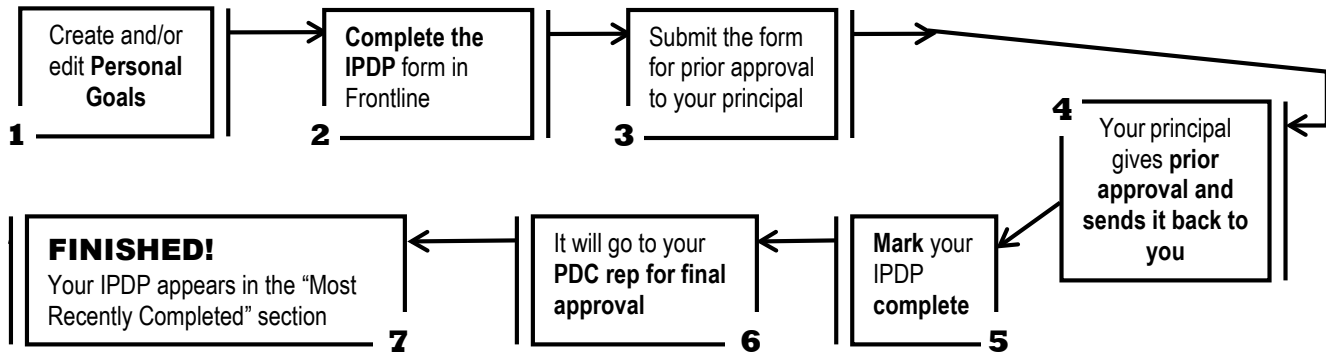 Create and/or
edit Personal
Goals
1
Complete the
IPDP form in
Frontline
2
Submit the form
for prior approval
to your principal
3
4
Your principal
gives prior
approval and
sends it back to
you
Mark your
IPDP
complete
5
It will go to your
PDC rep for final
approval
6
FINISHED!
Your IPDP appears in the “Most
Recently Completed” section
7